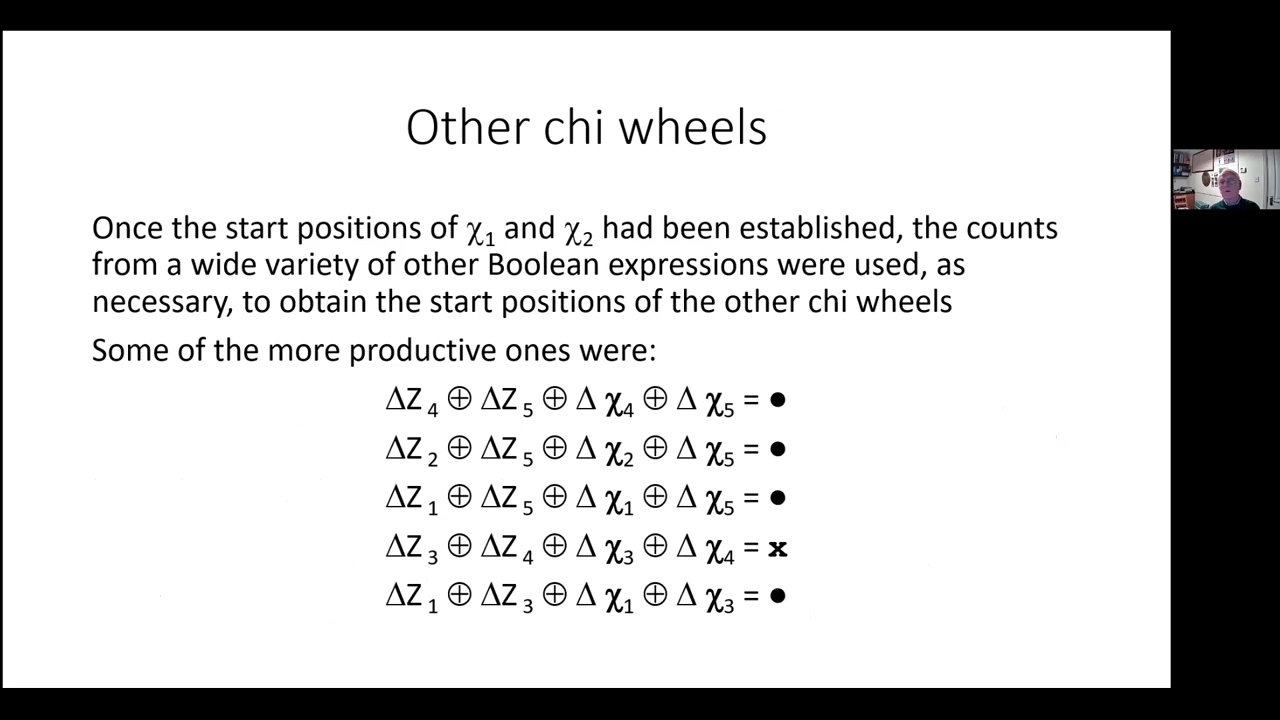 Other chi wheels
Once the start positions of χ₁ and χ₂ had been established, the counts
from a wide variety of other Boolean expressions were used, as
necessary, to obtain the start positions of the other chi wheels
Some of the more productive ones were:
ΔZ ₄ ⊕ ΔZ ₅ ⊕ Δ χ₄ ⊕ Δ χ₅ = ●
ΔZ ₂ ⊕ ΔZ ₅ ⊕ Δ χ₂ ⊕ Δ χ₅ = ●
ΔZ ₁ ⊕ ΔZ ₅ ⊕ Δ χ₁ ⊕ Δ χ₅ = ●
ΔZ ₃ ⊕ ΔZ ₄ ⊕ Δ χ₃ ⊕ Δ χ₄ = x
ΔZ ₁ ⊕ ΔZ ₃ ⊕ Δ χ₁ ⊕ Δ χ₃ = ●